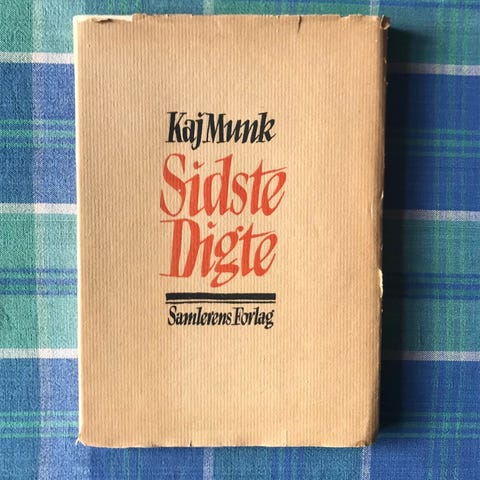 Kaj Munk
Sidste
Digte
Samlerens Forlag